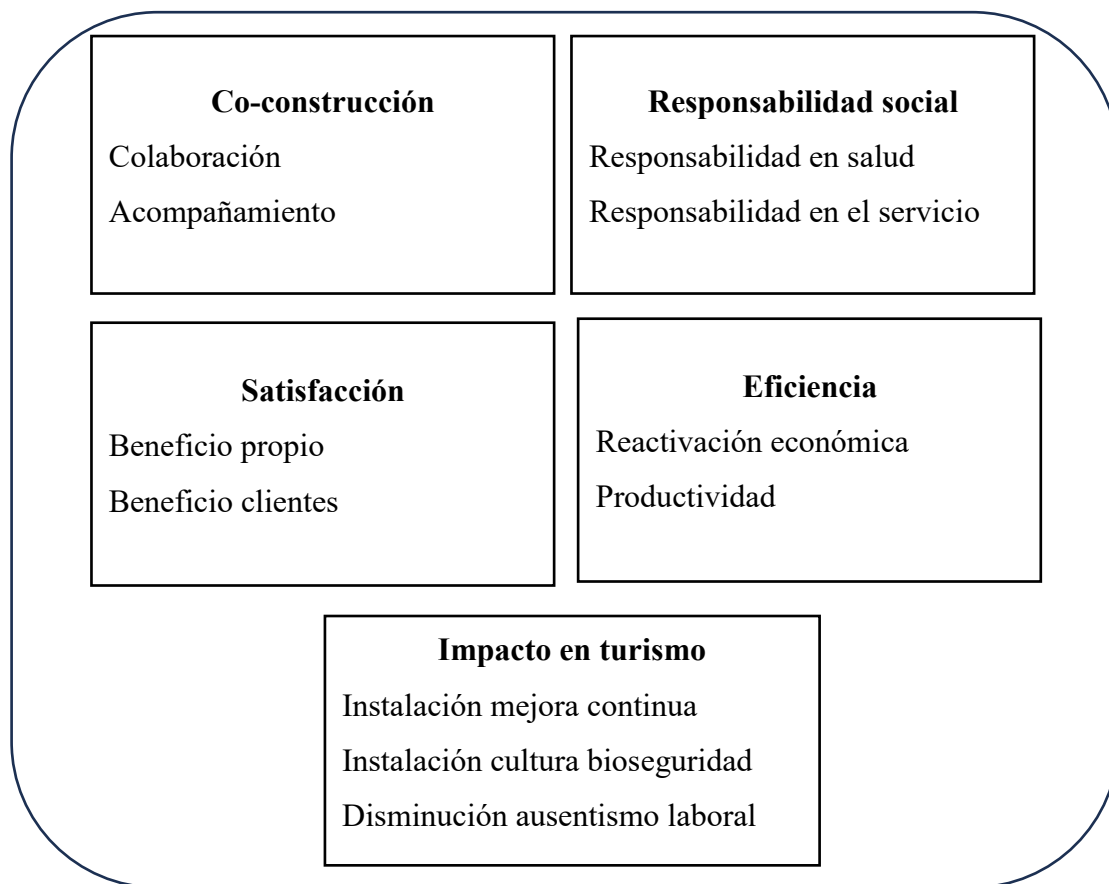 Co-construcción
Colaboración
Acompañamiento
Responsabilidad social
Responsabilidad en salud
Responsabilidad en el servicio
Satisfacción
Beneficio propio
Beneficio clientes
Eficiencia
Reactivación económica
Productividad
Impacto en turismo
Instalación mejora continua
Instalación cultura bioseguridad
Disminución ausentismo laboral